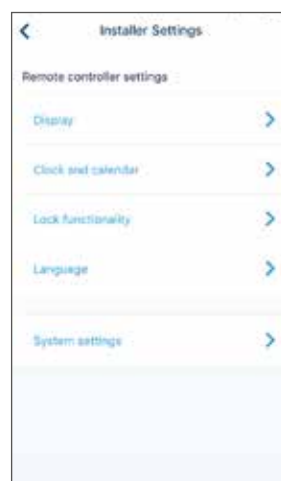 Installer Settings
Remote controller settings
Display
Clock and calendar
Lock functionality
Language
System settings